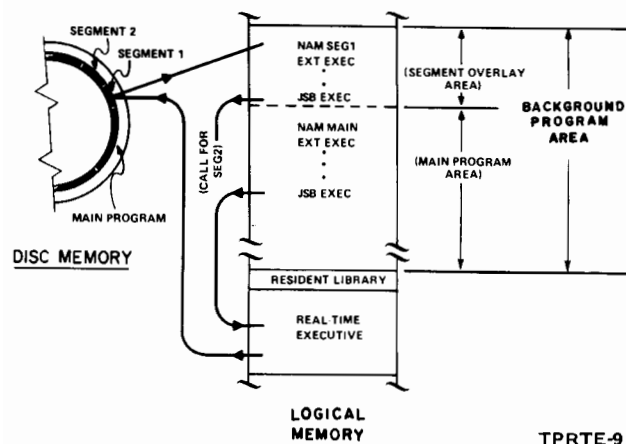 SEGMENT 2
SEGMENT 1
MAIN PROGRAM
DISC MEMORY
(CALL FOR
SEG2)
NAM SEG1
EXT EXEC
.
.
JSB EXEC
NAM MAIN
EXT EXEC
.
.
.
JSB EXEC
RESIDENT LIBRARY
REAL-TIME
EXECUTIVE
LOGICAL
MEMORY
(SEGMENT OVERLAY
AREA)
(MAIN PROGRAM
AREA)
BACKGROUND
PROGRAM
AREA
TPRTE-9